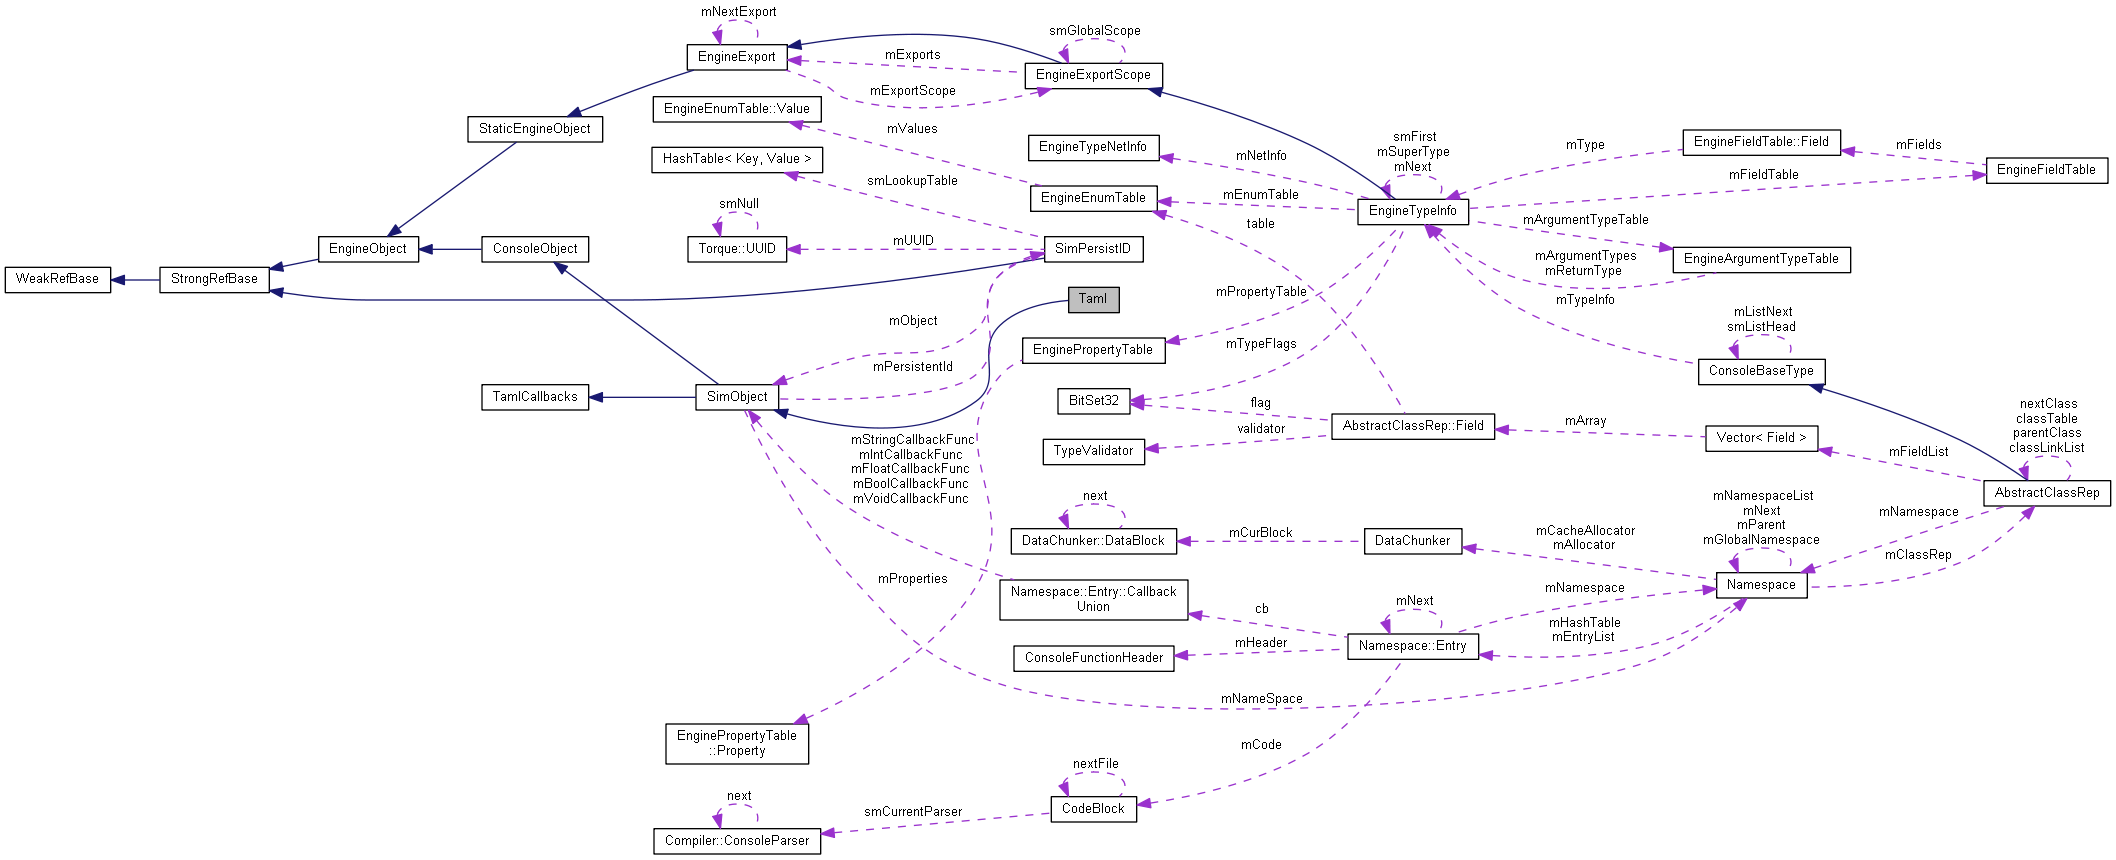 mNextExport
smGlobalScope
EngineExport
mExports
EngineExportScope
mExportScope
EngineEnumTable::Value
StaticEngineObject
mValues
EngineTypeNetInfo
mNetInfo
smFirst
mSuperType
mNext
mType
EngineFieldTable::Field
mFields
EngineFieldTable
HashTable< Key, Value >
smLookupTable
EngineEnumTable
mEnumTable
mFieldTable
EngineTypeInfo
smNull
table
mArgumentTypeTable
EngineObject
ConsoleObject
Torque::UUID
mUUID
SimPersistID
mArgumentTypes
mReturnType
EngineArgumentTypeTable
WeakRefBase
StrongRefBase
Taml
mPropertyTable
mTypeInfo
mListNext
smListHead
mObject
EnginePropertyTable
mTypeFlags
mPersistentId
ConsoleBaseType
TamlCallbacks
SimObject
BitSet32
flag
AbstractClassRep::Field
mArray
Vector< Field >
nextClass
classTable
parentClass
classLinkList
validator
TypeValidator
mFieldList
mStringCallbackFunc
mIntCallbackFunc
mFloatCallbackFunc
mBoolCallbackFunc
mVoidCallbackFunc
AbstractClassRep
next
mNamespaceList
mNext
mParent
mGlobalNamespace
mNamespace
DataChunker::DataBlock
mCurBlock
DataChunker
mCacheAllocator
mAllocator
mClassRep
mProperties
Namespace::Entry::Callback
Union
cb
mNext
mNamespace
Namespace
mHashTable
mEntryList
ConsoleFunctionHeader
mHeader
Namespace::Entry
mNameSpace
EnginePropertyTable
::Property
mCode
nextFile
next
smCurrentParser
CodeBlock
Compiler::ConsoleParser